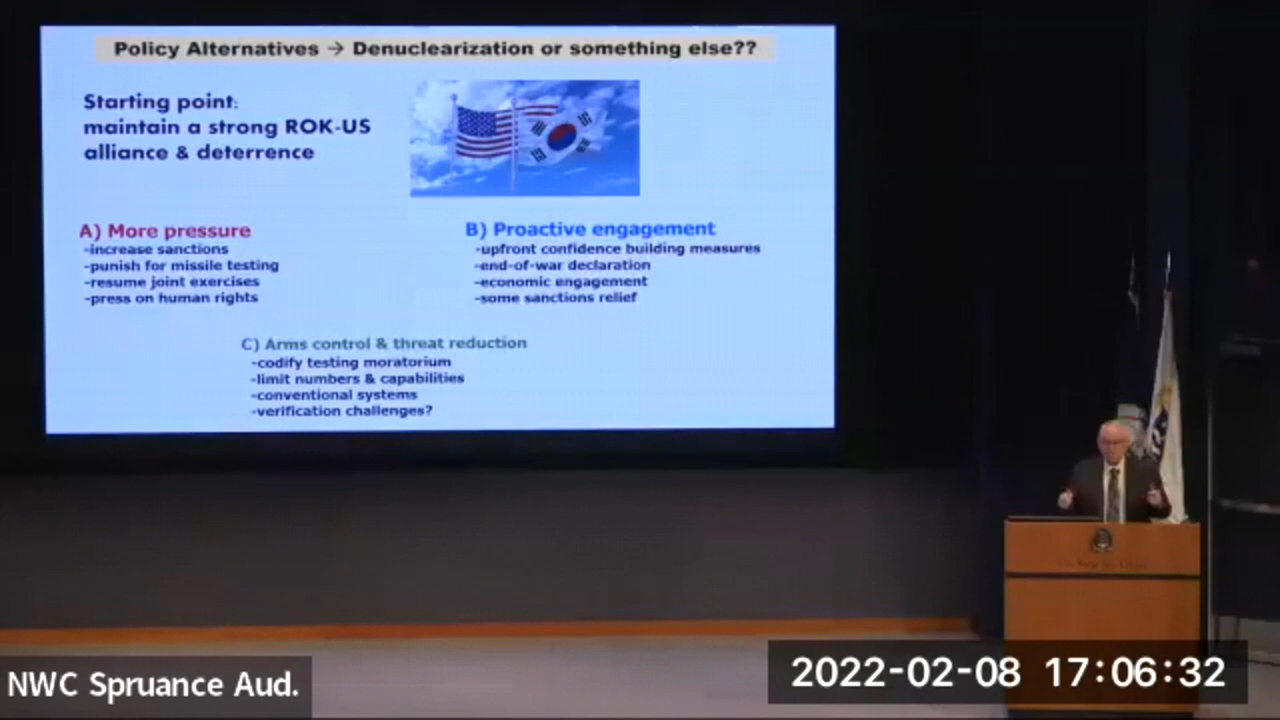 Policy Alternatives → Denuclearization or something else??
Starting point:
maintain a strong ROK-US
alliance & deterrence
A) More pressure
-increase sanctions
-punish for missile testing
-resume joint exercises
-press on human rights
B) Proactive engagement
-upfront confidence building measures
-end-of-war declaration
-economic engagement
-some sanctions relief
C) Arms control & threat reduction
-codify testing moratorium
-limit numbers & capabilities
-conventional systems
-verification challenges?
NWC Spruance Aud.
2022-02-08 17:06:32